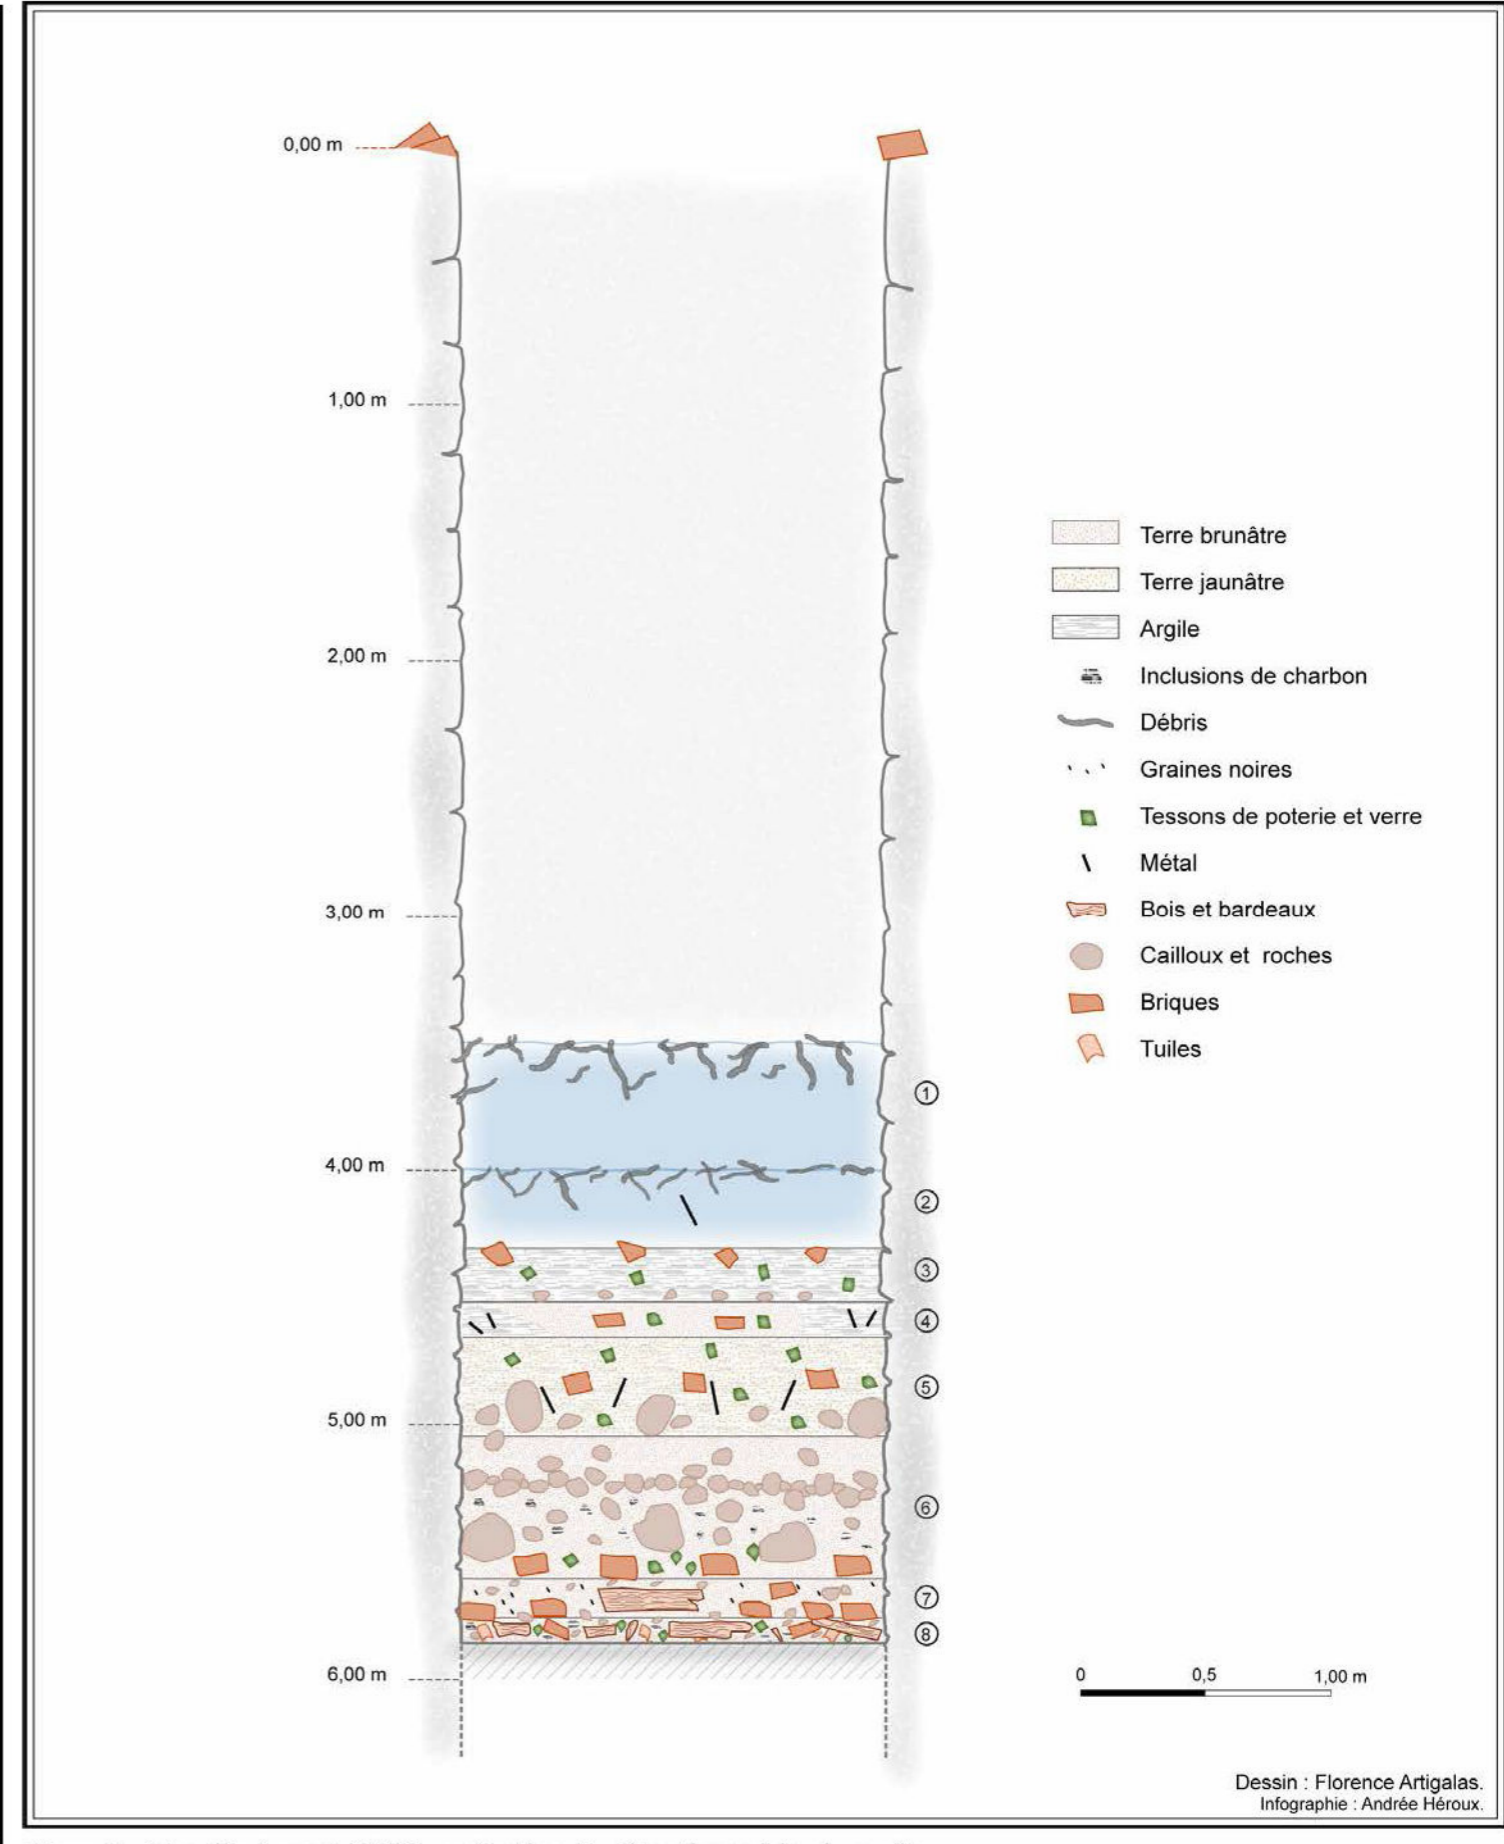 0,00 m
1,00 m
2,00 m
3,00 m
4,00 m
5,00 m
6,00 m
Terre brunâtre
Terre jaunâtre
Argile
Inclusions de charbon
Débris
Graines noires
Tessons de poterie et verre
Métal
Bois et bardeaux
Cailloux et roches
Briques
Tuiles
1
2
3
4
5
6
7
8
0 0,5 1,00 m
Dessin : Florence Artigalas.
Infographie : Andrée Héroux.